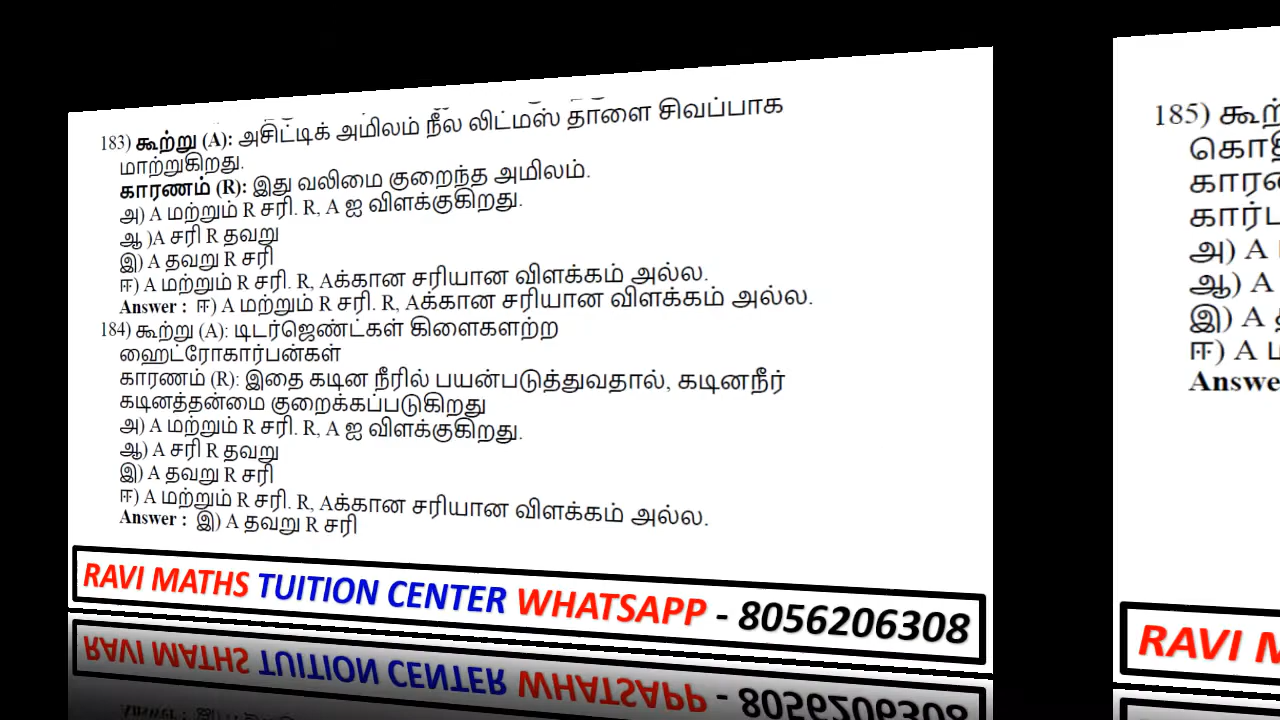 183) கூற்று (A): அசிட்டிக் அமிலம் நீல லிட்மஸ் தாளை சிவப்பாக
மாற்றுகிறது.
காரணம் (R): இது வலிமை குறைந்த அமிலம்.
அ) A மற்றும் R சரி. R, A ஐ விளக்குகிறது.
ஆ )A சரி R தவறு
இ) A தவறு R சரி
ஈ) A மற்றும் R சரி. R, Aக்கான சரியான விளக்கம் அல்ல.
Answer : ஈ) A மற்றும் R சரி. R, Aக்கான சரியான விளக்கம் அல்ல.
184) கூற்று (A): டிடர்ஜெண்ட்கள் கிளைகளற்ற
ஹைட்ரோகார்பன்கள்
காரணம் (R): இதை கடின நீரில் பயன்படுத்துவதால், கடினநீர்
கடினத்தன்மை குறைக்கப்படுகிறது
அ) A மற்றும் R சரி. R, A ஐ விளக்குகிறது.
ஆ) A சரி R தவறு
இ) A தவறு R சரி
ஈ) A மற்றும் R சரி. R, Aக்கான சரியான விளக்கம் அல்ல.
Answer : இ) A தவறு R சரி
RAVI MATHS TUITION CENTER WHATSAPP - 8056206308
185)
அ) A
ஆ) A
இ) A
ஈ) A
RAVI